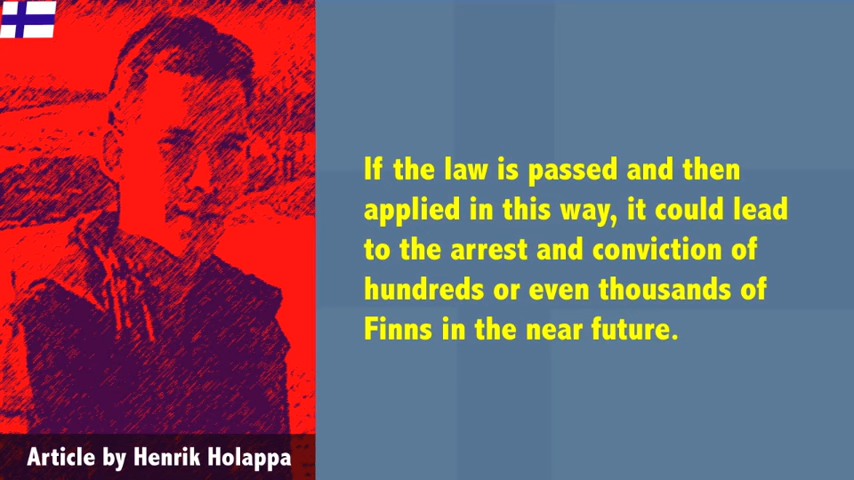 If the law is passed and then
applied in this way, it could lead
to the arrest and conviction of
hundreds or even thousands of
Finns in the near future.
Article by Henrik Holappa